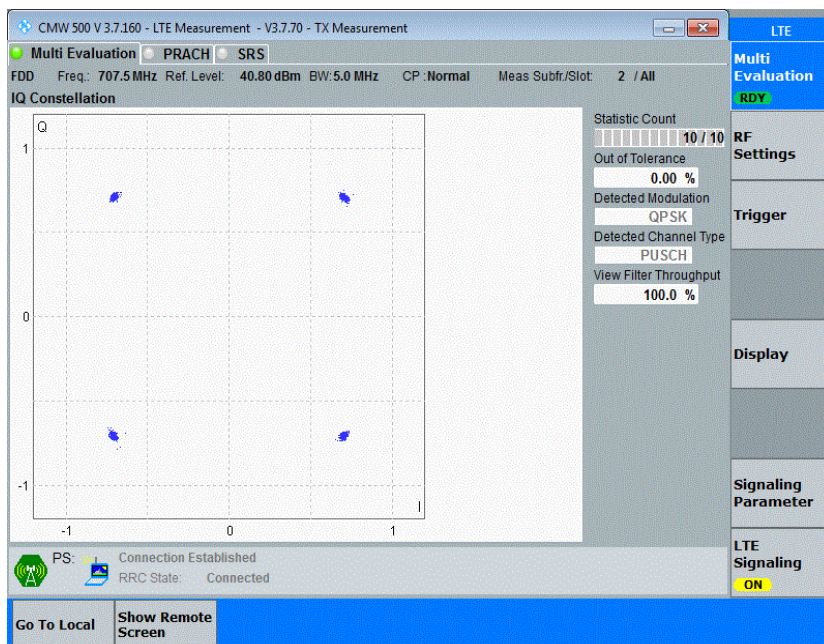 CMW 500 V 3.7.160 - LTE Measurement - V3.7.70 - TX Measurement
LTE
Multi Evaluation PRACH SRS
Multi
Evaluation
RDY
FDD Freq.: 707.5 MHz Ref. Level: 40.80 dBm BW: 5.0 MHz CP : Normal Meas Subfr./Slot: 2 / All
IQ Constellation
Q
1
0
-1
I
-1 0 1
Statistic Count
10 / 10
Out of Tolerance
0.00 %
Detected Modulation
QPSK
Detected Channel Type
PUSCH
View Filter Throughput
100.0 %
RF
Settings
Trigger
Display
Signaling
Parameter
LTE
Signaling
ON
PS: Connection Established
RRC State: Connected
Go To Local
Show Remote
Screen